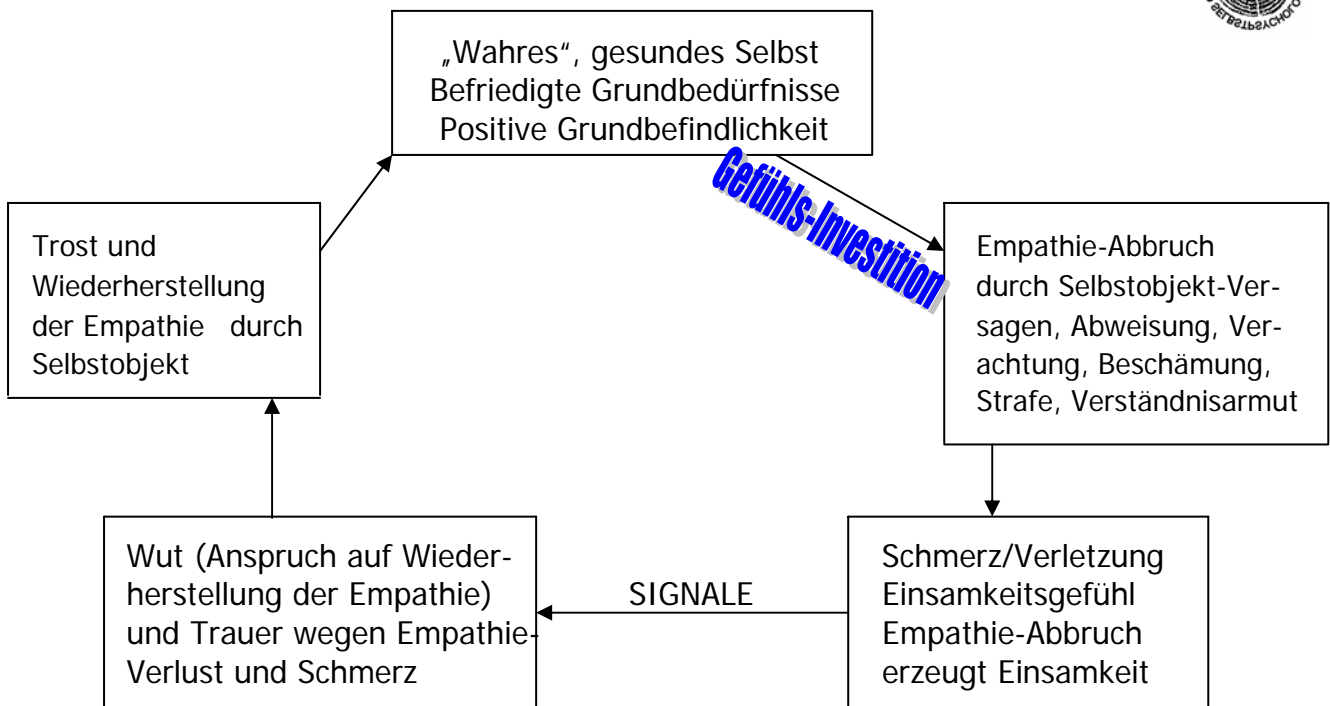 SELBSTPSYCHOLO
„Wahres“, gesundes Selbst
Befriedigte Grundbedürfnisse
Positive Grundbefindlichkeit
Gefühls-Investition
Trost und
Wiederherstellung
der Empathie durch
Selbstobjekt
Empathie-Abbruch
durch Selbstobjekt-Ver-
sagen, Abweisung, Ver-
achtung, Beschämung,
Strafe, Verständnisarmut
Wut (Anspruch auf Wieder-
herstellung der Empathie)
und Trauer wegen Empathie-
Verlust und Schmerz
SIGNALE
Schmerz/Verletzung
Einsamkeitsgefühl
Empathie-Abbruch
erzeugt Einsamkeit